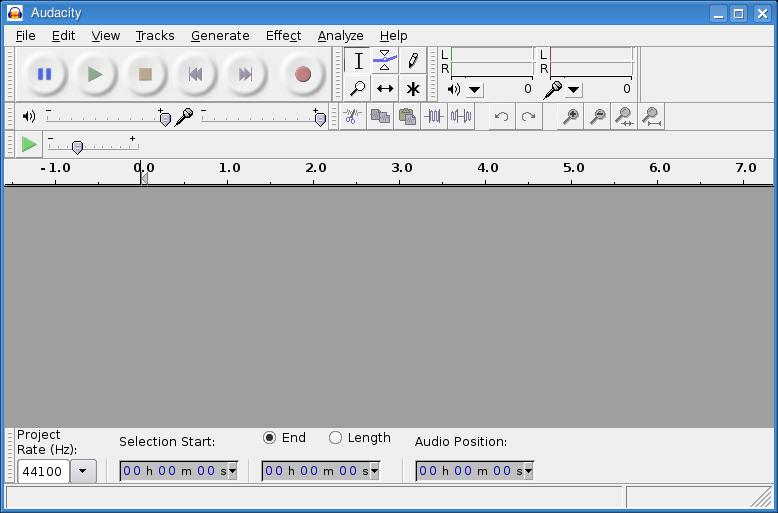 Audacity
File Edit View Tracks Generate Effect Analyze Help
L L
R R
0 0
- + - +
- +
-1.0 0.0 1.0 2.0 3.0 4.0 5.0 6.0 7.0
Project
Rate (Hz):
Selection Start:
End
Length
Audio Position:
44100
00 h 00 m 00 s
00 h 00 m 00 s
00 h 00 m 00 s